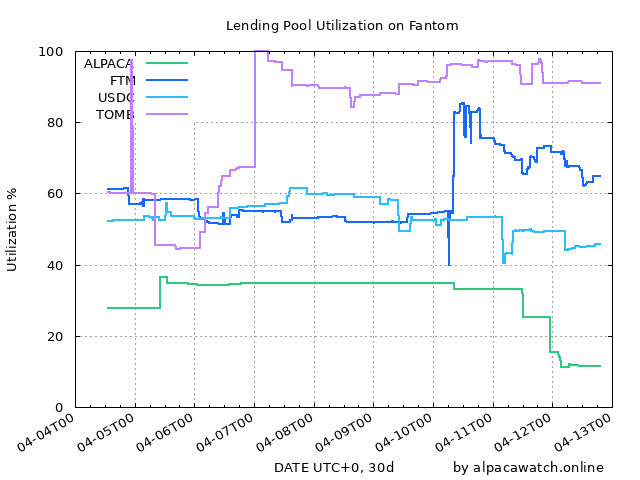 Lending Pool Utilization on Fantom
100
80
60
40
20
0
Utilization %
ALPACA
FTM
USDC
TOMB
04-04T00
04-05T00
04-06T00
04-07T00
04-08T00
04-09T00
04-10T00
04-11T00
04-12T00
04-13T00
DATE UTC+0, 30d
by alpacawatch.online